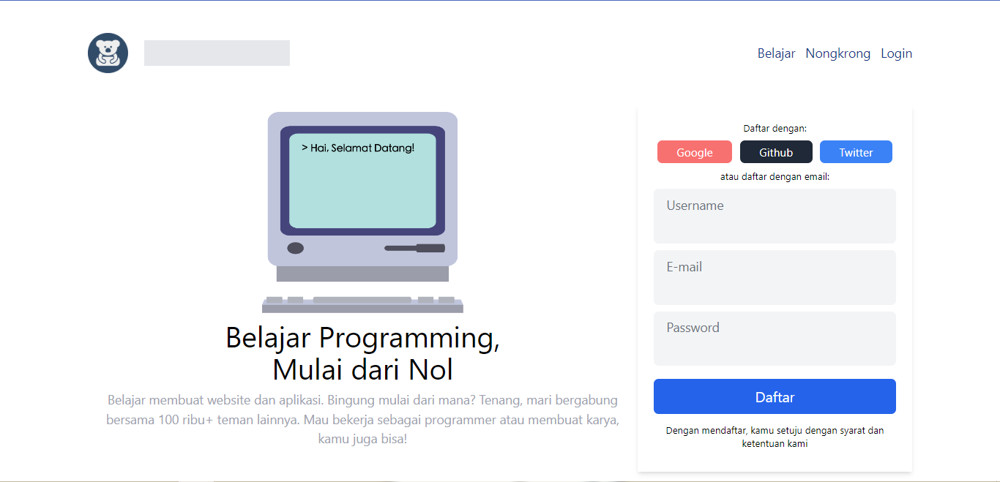 Belajar Nongkrong Login
> Hai, Selamat Datang!
Belajar Programming,
Mulai dari Nol
Belajar membuat website dan aplikasi. Bingung mulai dari mana? Tenang, mari bergabung
bersama 100 ribu+ teman lainnya. Mau bekerja sebagai programmer atau membuat karya,
kamu juga bisa!
Daftar dengan:
Google Github Twitter
atau daftar dengan email:
Username
E-mail
Password
Daftar
Dengan mendaftar, kamu setuju dengan syarat dan
ketentuan kami